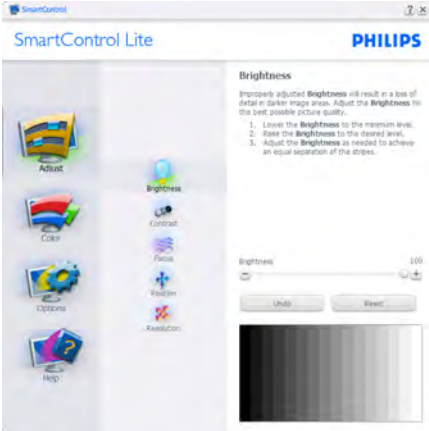 SmartControl
SmartControl Lite
PHILIPS
Adjust
Color
Options
Help
Brightness
Contrast
Focus
Position
Resolution
Brightness
Improperly adjusted Brightness will result in a loss of
detail in darker image areas. Adjust the Brightness for
the best possible picture quality.
1. Lower the Brightness to the minimum level.
2. Raise the Brightness to the desired level.
3. Adjust the Brightness as needed to achieve
an equal separation of the stripes.
Brightness 100
Undo Reset